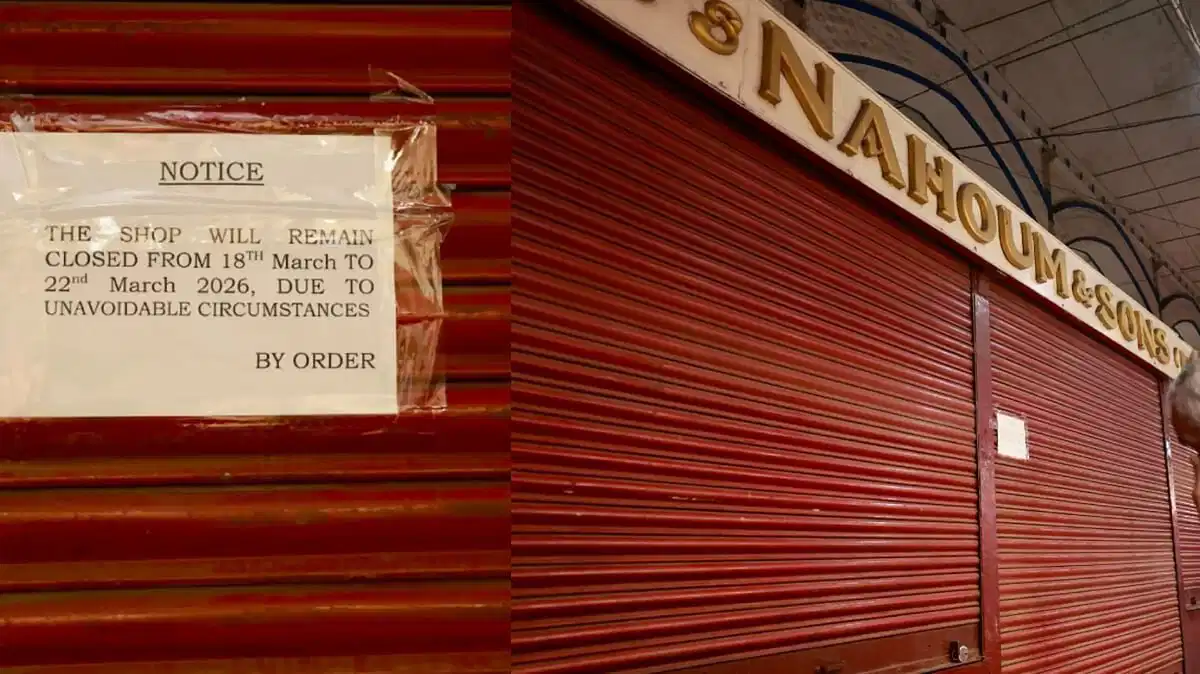 NOTICE
THE SHOP WILL REMAIN
CLOSED FROM 18TH March TO
22nd March 2026, DUE TO
UNAVOIDABLE CIRCUMSTANCES
BY ORDER
NAHOUM & SONS